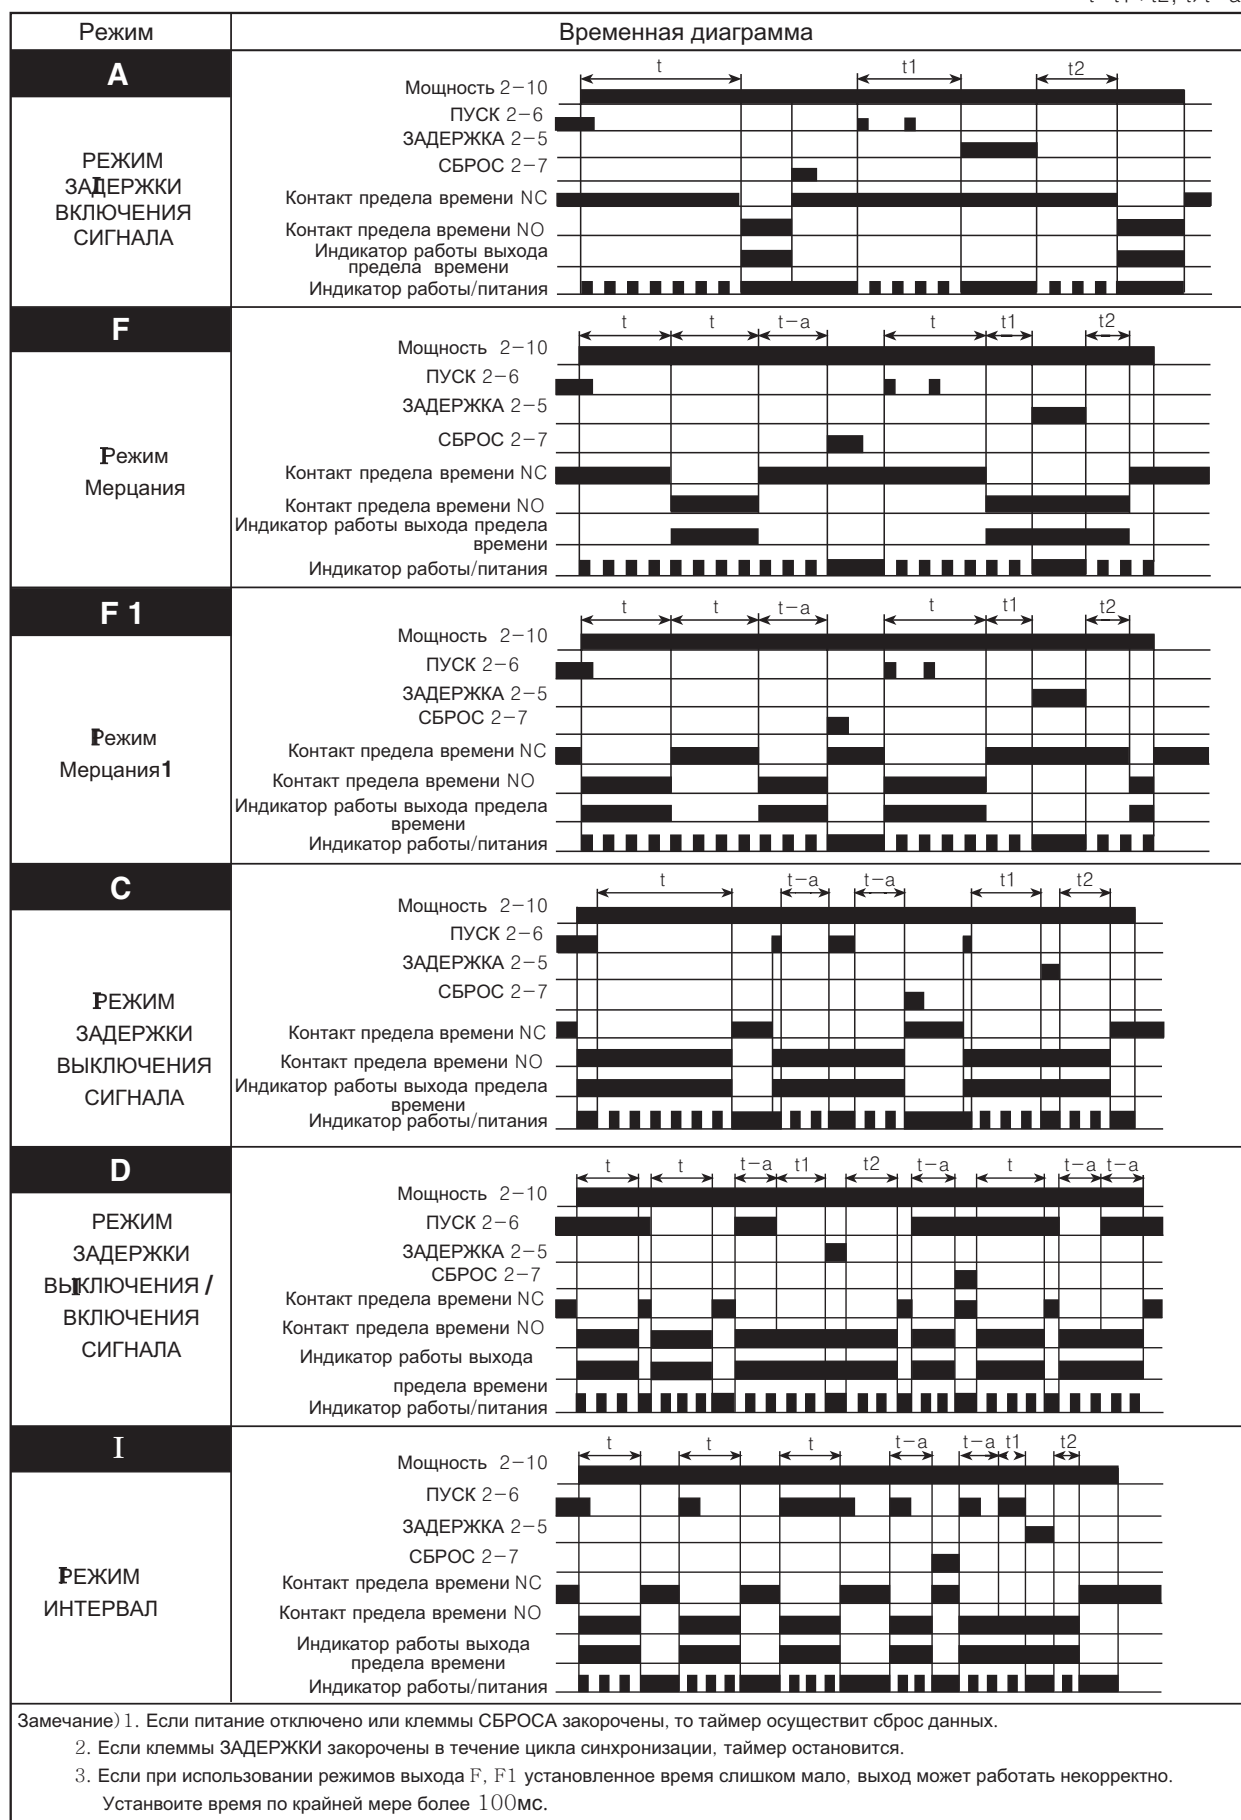 Режим Временная диаграмма
A
РЕЖИМ
ЗАДЕРЖКИ
ВКЛЮЧЕНИЯ
СИГНАЛА
t t1 t2
Мощность 2-10
ПУСК 2-6
ЗАДЕРЖКА 2-5
СБРОС 2-7
Контакт предела времени NC
Контакт предела времени NO
Индикатор работы выхода
предела времени
Индикатор работы/питания
F
Режим
Мерцания
t t t-a t t1 t2
Мощность 2-10
ПУСК 2-6
ЗАДЕРЖКА 2-5
СБРОС 2-7
Контакт предела времени NC
Контакт предела времени NO
Индикатор работы выхода предела
времени
Индикатор работы/питания
F 1
Режим
Мерцания1
t t t-a t t1 t2
Мощность 2-10
ПУСК 2-6
ЗАДЕРЖКА 2-5
СБРОС 2-7
Контакт предела времени NC
Контакт предела времени NO
Индикатор работы выхода предела
времени
Индикатор работы/питания
C
РЕЖИМ
ЗАДЕРЖКИ
ВЫКЛЮЧЕНИЯ
СИГНАЛА
t t-a t-a t1 t2
Мощность 2-10
ПУСК 2-6
ЗАДЕРЖКА 2-5
СБРОС 2-7
Контакт предела времени NC
Контакт предела времени NO
Индикатор работы выхода предела
времени
Индикатор работы/питания
D
РЕЖИМ
ЗАДЕРЖКИ
ВЫКЛЮЧЕНИЯ /
ВКЛЮЧЕНИЯ
СИГНАЛА
t t t-a t1 t2 t-a t t-a t-a
Мощность 2-10
ПУСК 2-6
ЗАДЕРЖКА 2-5
СБРОС 2-7
Контакт предела времени NC
Контакт предела времени NO
Индикатор работы выхода
предела времени
Индикатор работы/питания
I
РЕЖИМ
ИНТЕРВАЛ
t t t t-a t-a t1 t2
Мощность 2-10
ПУСК 2-6
ЗАДЕРЖКА 2-5
СБРОС 2-7
Контакт предела времени NC
Контакт предела времени NO
Индикатор работы выхода
предела времени
Индикатор работы/питания
Замечание) 1. Если питание отключено или клеммы СБРОСА закорочены, то таймер осуществит сброс данных.
2. Если клеммы ЗАДЕРЖКИ закорочены в течение цикла синхронизации, таймер остановится.
3. Если при использовании режимов выхода F, F1 установленное время слишком мало, выход может работать некорректно.
Устанвоите время по крайней мере более 100мс.